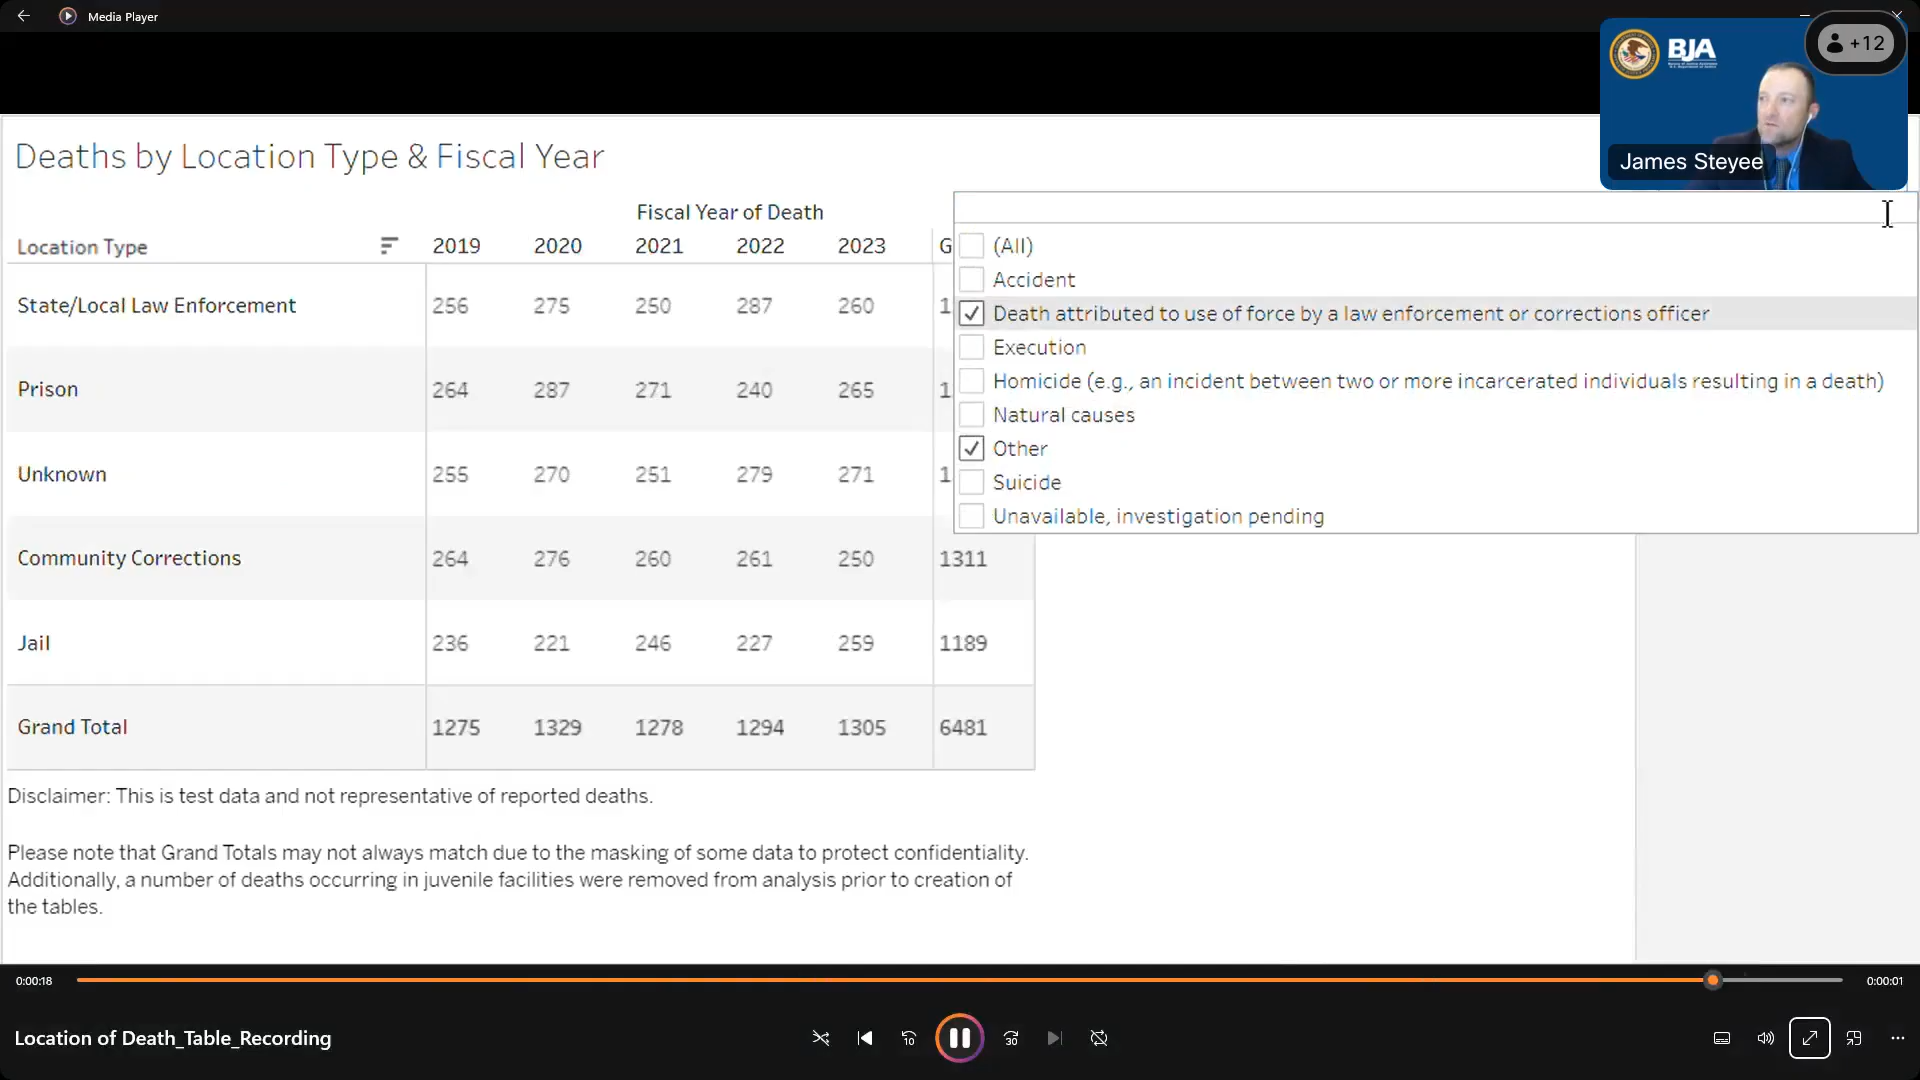 Media Player
BJA
+12
James Steyee
Deaths by Location Type & Fiscal Year
Fiscal Year of Death
Location Type 2019 2020 2021 2022 2023 G
State/Local Law Enforcement 256 275 250 287 260 1
Prison 264 287 271 240 265 1
Unknown 255 270 251 279 271 1
Community Corrections 264 276 260 261 250 1311
Jail 236 221 246 227 259 1189
Grand Total 1275 1329 1278 1294 1305 6481
(All)
Accident
Death attributed to use of force by a law enforcement or corrections officer
Execution
Homicide (e.g., an incident between two or more incarcerated individuals resulting in a death)
Natural causes
Other
Suicide
Unavailable, investigation pending
Disclaimer: This is test data and not representative of reported deaths.
Please note that Grand Totals may not always match due to the masking of some data to protect confidentiality.
Additionally, a number of deaths occurring in juvenile facilities were removed from analysis prior to creation of
the tables.
0:00:18
0:00:01
Location of Death_Table_Recording
10
30